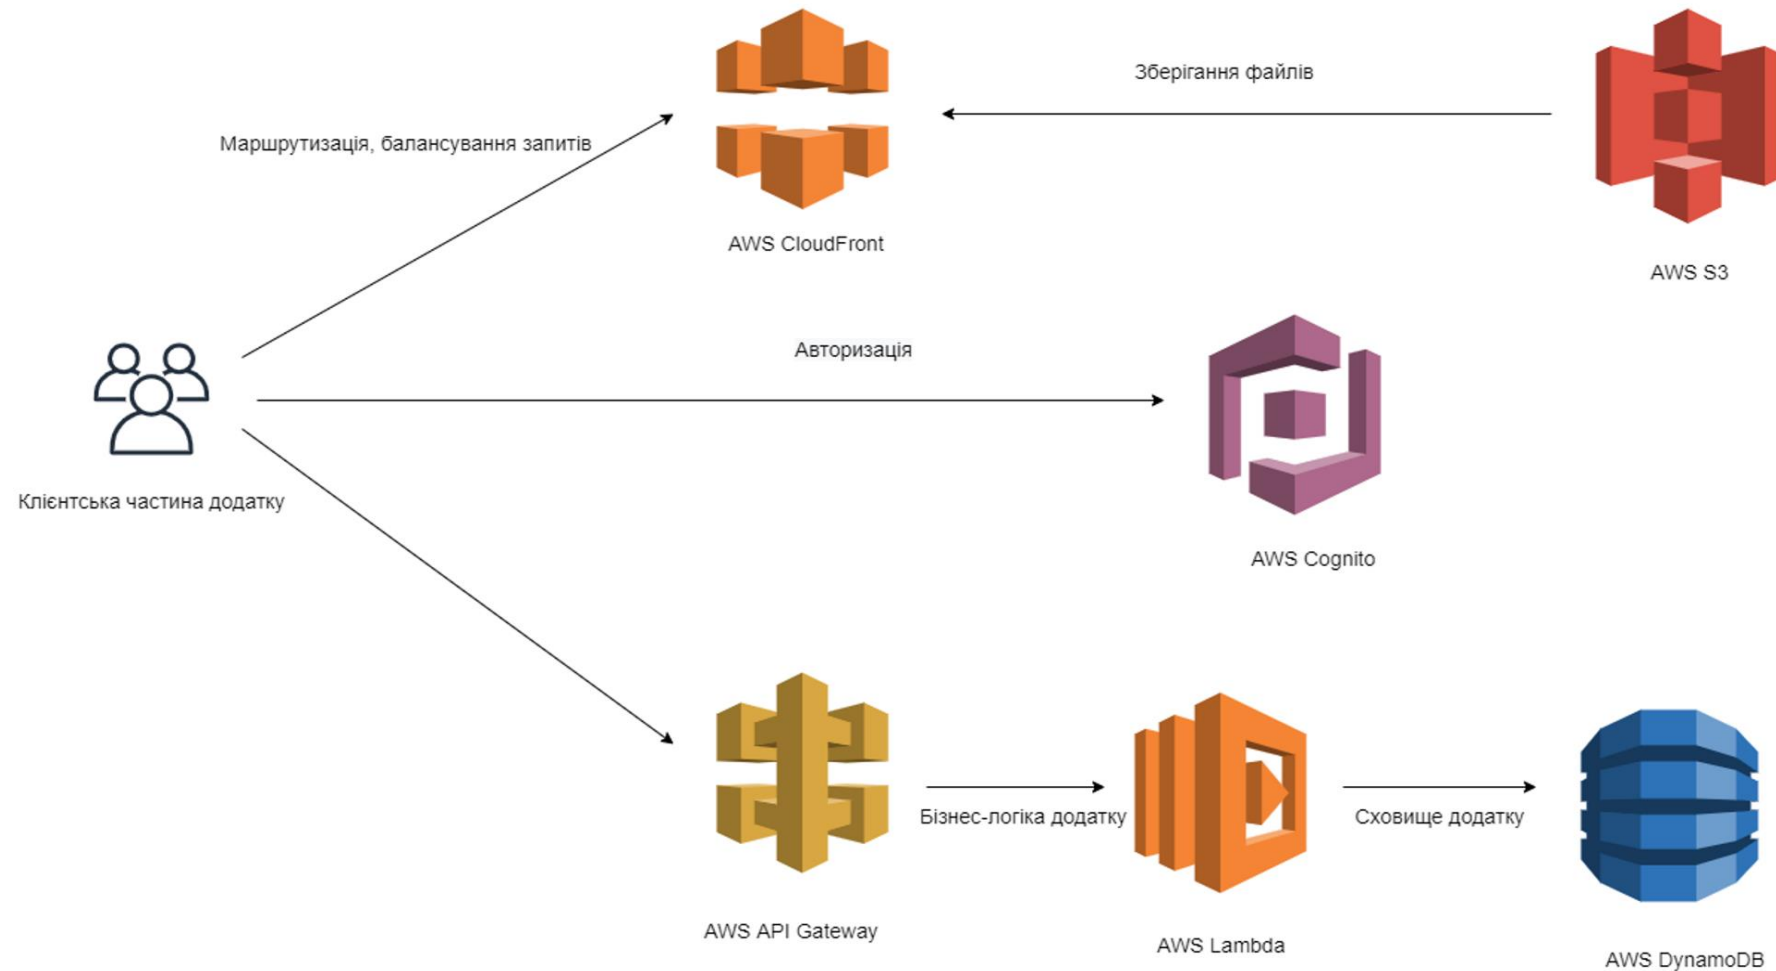 Зберігання файлів
Маршрутизація, балансування запитів
AWS CloudFront
AWS S3
Авторизація
Клієнтська частина додатку
AWS Cognito
Бізнес-логіка додатку
Сховище додатку
AWS API Gateway
AWS Lambda
AWS DynamoDB